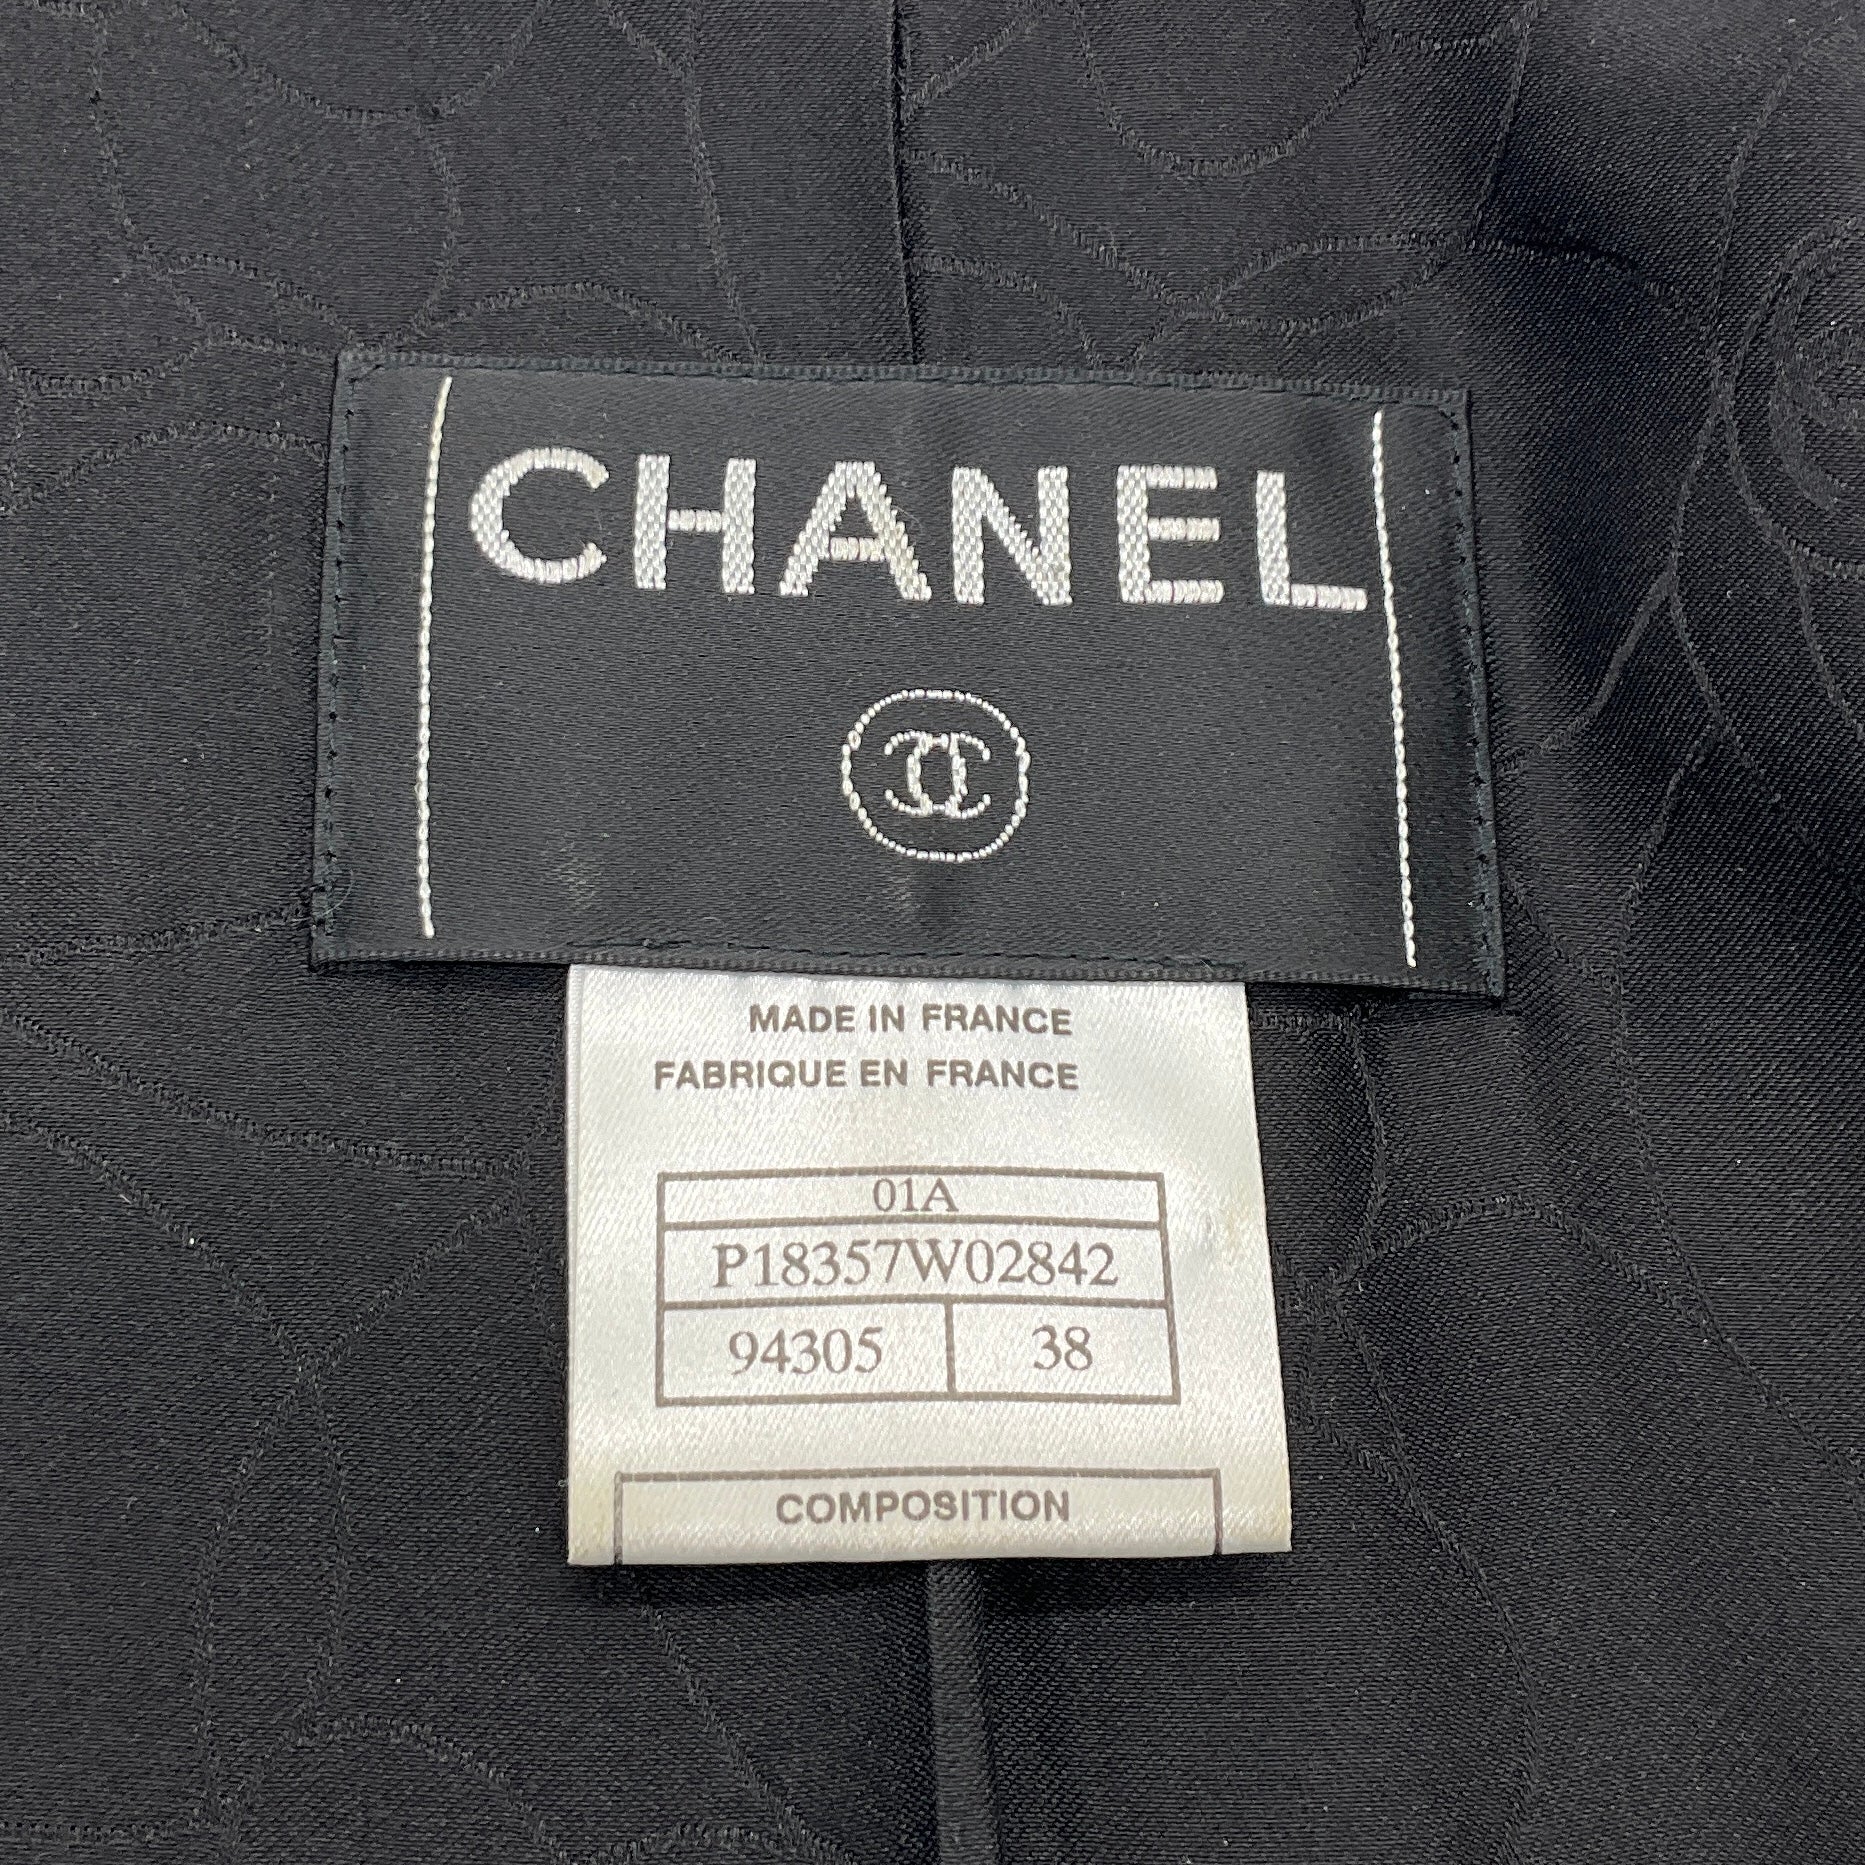 CHANEL
MADE IN FRANCE
FABRIQUE EN FRANCE
01A
P18357W02842
94305 38
COMPOSITION